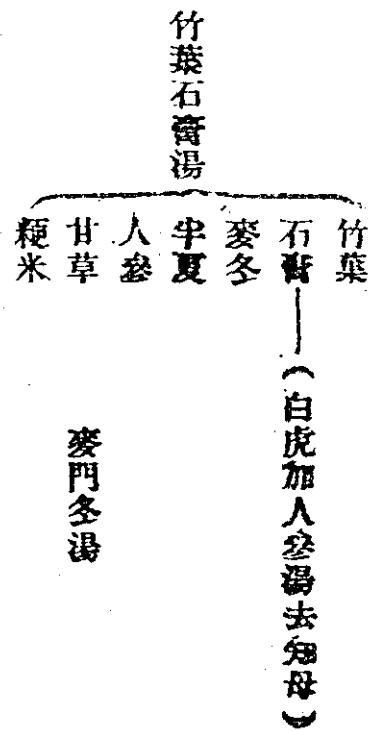 竹葉石膏湯
竹葉
石膏——（白虎加人參湯去知母）
麥冬
半夏
人參
甘草
粳米
麥門冬湯